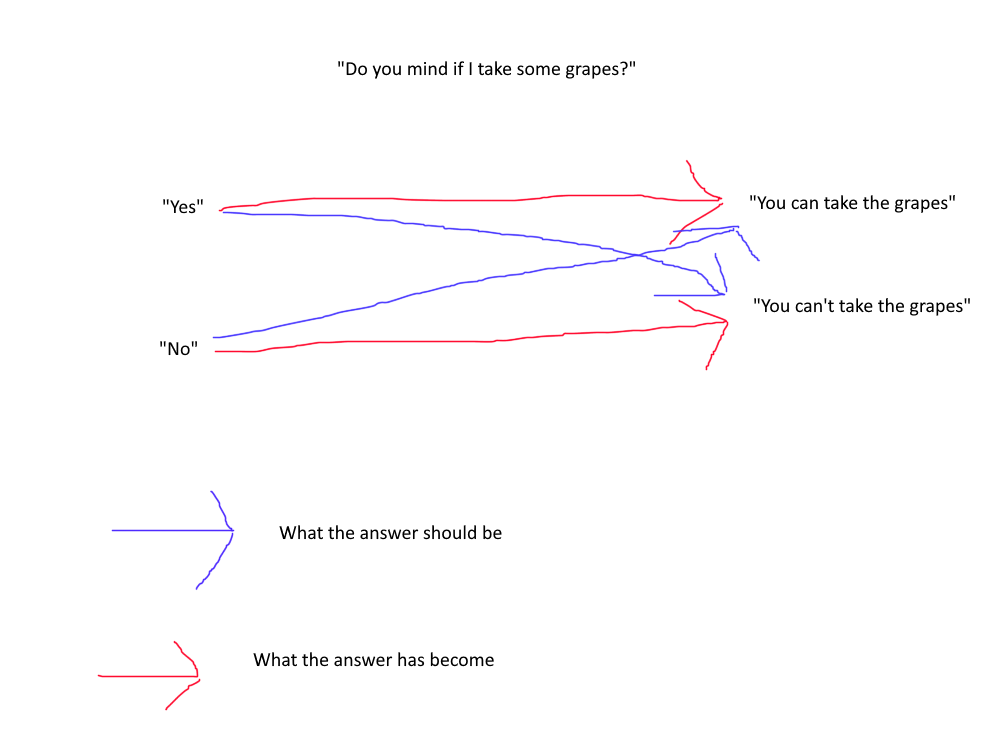 "Do you mind if I take some grapes?"
"Yes"
"You can take the grapes"
"You can't take the grapes"
"No"
What the answer should be
What the answer has become